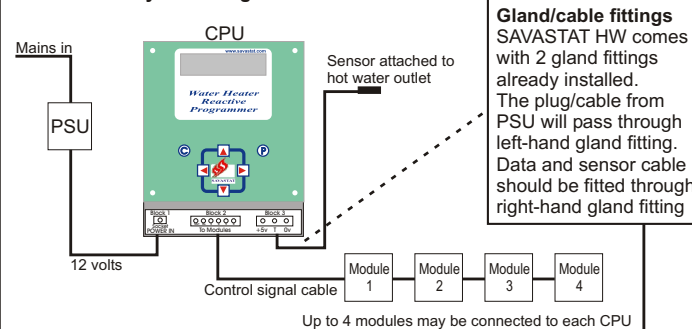 CPU
Mains in
www.savastat.com
Water Heater
Reactive
Programmer
PSU
C
P
SAVASTAT
Block 1
Socket
POWER IN
Block 2
To Modules
Block 3
+5v T 0v
Sensor attached to
hot water outlet
12 volts
Control signal cable
Module
1
Module
2
Module
3
Module
4
Up to 4 modules may be connected to each CPU
Gland/cable fittings
SAVASTAT HW comes
with 2 gland fittings
already installed.
The plug/cable from
PSU will pass through
left-hand gland fitting.
Data and sensor cable
should be fitted through
right-hand gland fitting